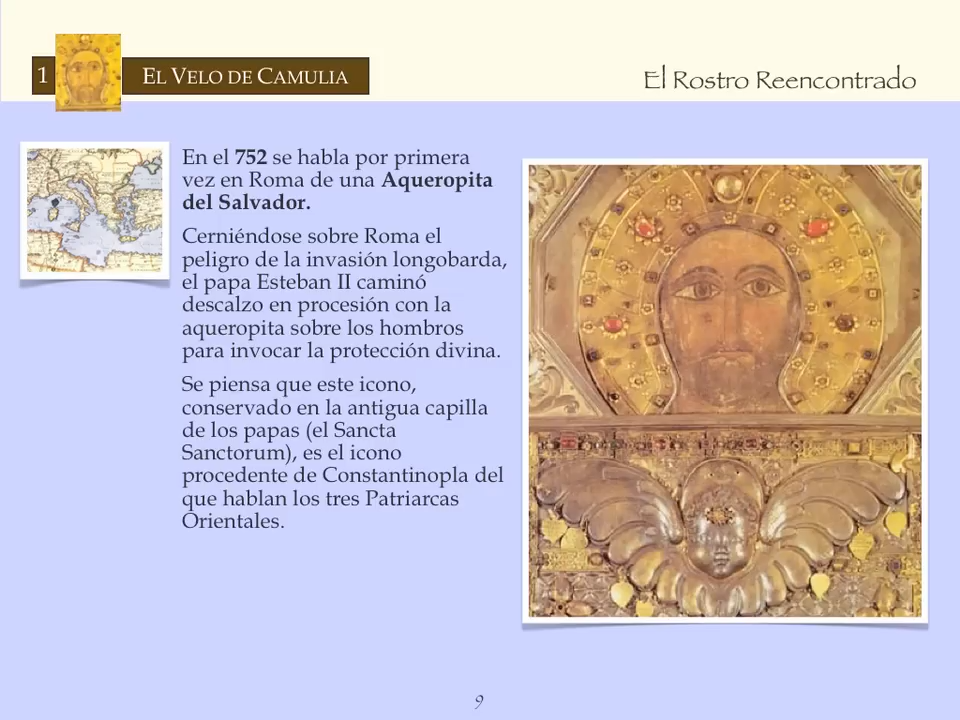 1
EL VELO DE CAMULIA
El Rostro Reencontrado
En el 752 se habla por primera
vez en Roma de una Aqueropita
del Salvador.
Cerniéndose sobre Roma el
peligro de la invasión longobarda,
el papa Esteban II caminó
descalzo en procesión con la
aqueropita sobre los hombros
para invocar la protección divina.
Se piensa que este icono,
conservado en la antigua capilla
de los papas (el Sancta
Sanctorum), es el icono
procedente de Constantinopla del
que hablan los tres Patriarcas
Orientales.
9